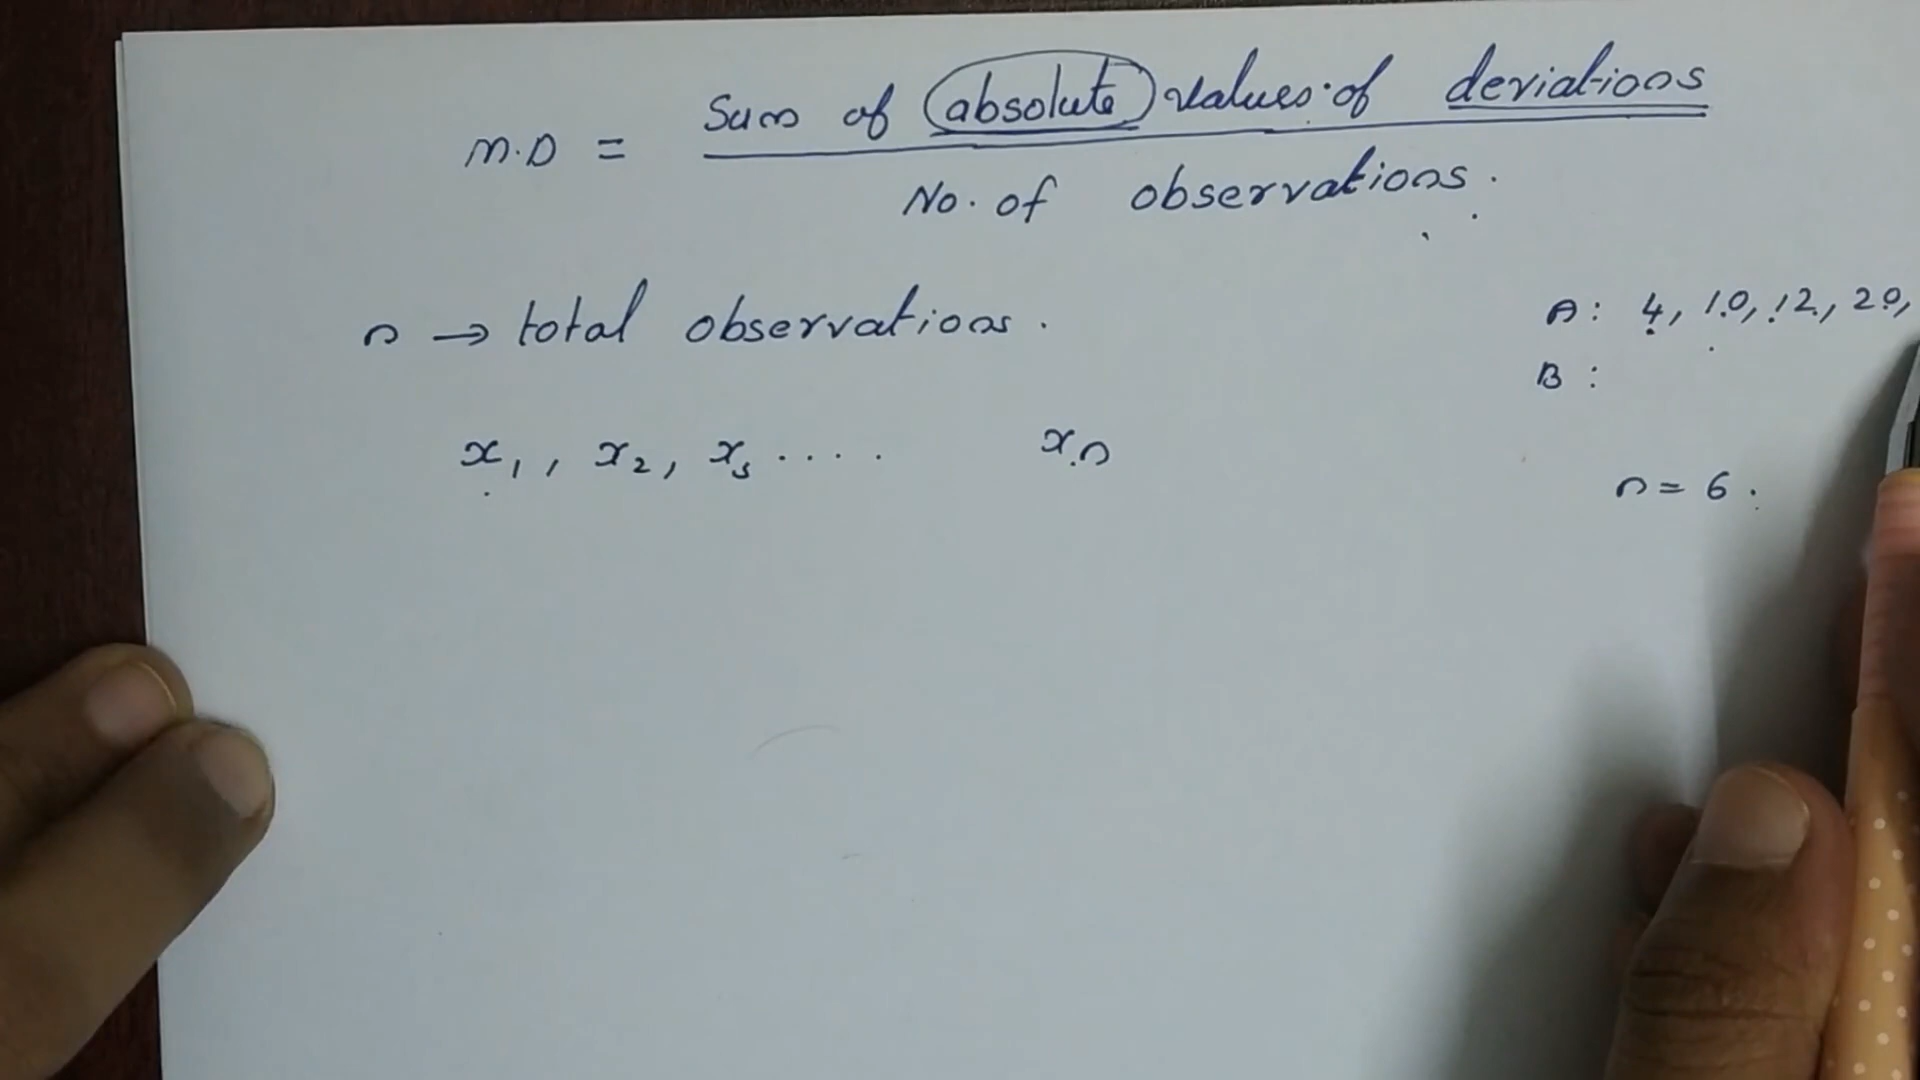 M.D = Sum of absolute values of deviations
No. of observations.
n → total observations.
A: 4, 10, 12, 20,
B:
x₁, x₂, x₃ .... xₙ
n = 6.